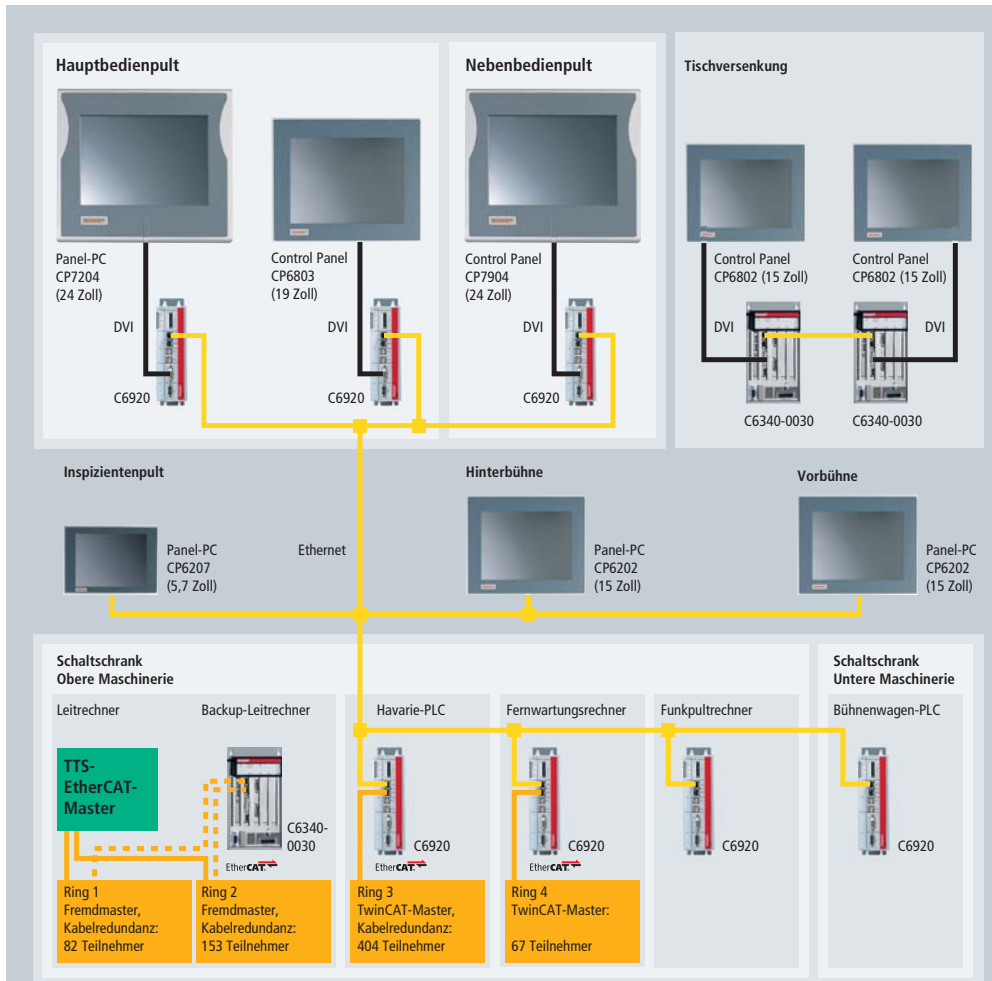 Hauptbedienpult
Nebenbedienpult
Tischversenkung
Panel-PC
CP7204
(24 Zoll)
DVI
C6920
Control Panel
CP6803
(19 Zoll)
DVI
C6920
Control Panel
CP7904
(24 Zoll)
DVI
C6920
Control Panel
CP6802 (15 Zoll)
DVI
C6340-0030
Control Panel
CP6802 (15 Zoll)
DVI
C6340-0030
Inspizientenpult
Panel-PC
CP6207
(5,7 Zoll)
Ethernet
Hinterbühne
Panel-PC
CP6202
(15 Zoll)
Vorbühne
Panel-PC
CP6202
(15 Zoll)
Schaltschrank
Obere Maschinerie
Leitrechner
TTS-
EtherCAT-
Master
Backup-Leitrechner
C6340-
0030
EtherCAT
Havarie-PLC
C6920
EtherCAT
Fernwartungsrechner
C6920
EtherCAT
Funkpultrechner
C6920
Schaltschrank
Untere Maschinerie
Bühnenwagen-PLC
C6920
Ring 1
Fremdmaster,
Kabelredundanz:
82 Teilnehmer
Ring 2
Fremdmaster,
Kabelredundanz:
153 Teilnehmer
Ring 3
TwinCAT-Master,
Kabelredundanz:
404 Teilnehmer
Ring 4
TwinCAT-Master:
67 Teilnehmer